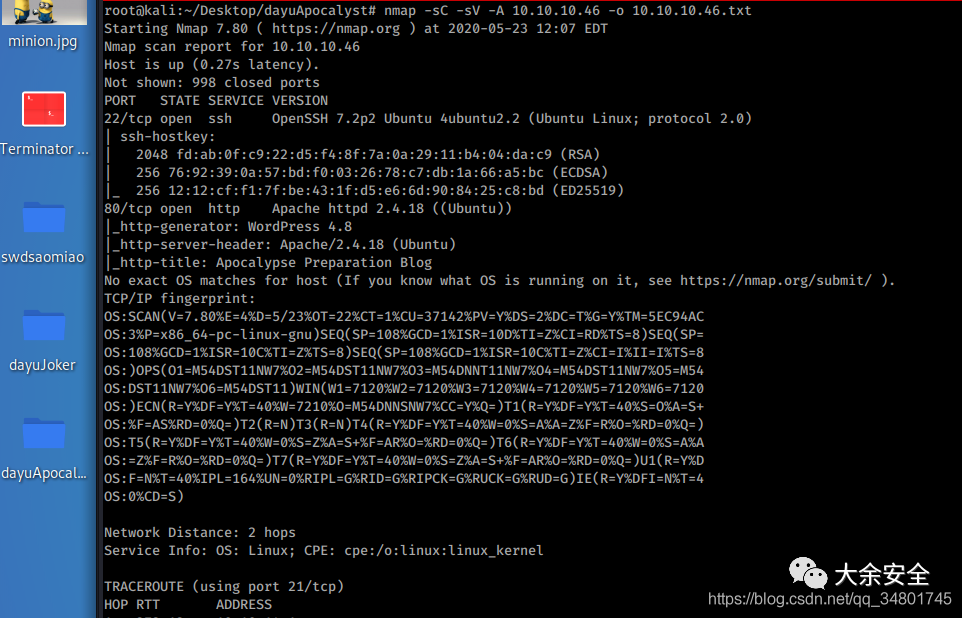 minion.jpg
Terminator ...
swdsaomiao
dayuJoker
dayuApocal...
root@kali:~/Desktop/dayuApocalyst# nmap -sC -sV -A 10.10.10.46 -o 10.10.10.46.txt
Starting Nmap 7.80 ( https://nmap.org ) at 2020-05-23 12:07 EDT
Nmap scan report for 10.10.10.46
Host is up (0.27s latency).
Not shown: 998 closed ports
PORT   STATE SERVICE VERSION
22/tcp open  ssh     OpenSSH 7.2p2 Ubuntu 4ubuntu2.2 (Ubuntu Linux; protocol 2.0)
| ssh-hostkey:
|   2048 fd:ab:0f:c9:22:d5:f4:8f:7a:0a:29:11:b4:04:da:c9 (RSA)
|   256 76:92:39:0a:57:bd:f0:03:26:78:c7:db:1a:66:a5:bc (ECDSA)
|_  256 12:12:cf:f1:7f:be:43:1f:d5:e6:6d:90:84:25:c8:bd (ED25519)
80/tcp open  http    Apache httpd 2.4.18 ((Ubuntu))
|_http-generator: WordPress 4.8
|_http-server-header: Apache/2.4.18 (Ubuntu)
|_http-title: Apocalypse Preparation Blog
No exact OS matches for host (If you know what OS is running on it, see https://nmap.org/submit/ ).
TCP/IP fingerprint:
OS:SCAN(V=7.80%E=4%D=5/23%OT=22%CT=1%CU=37142%PV=Y%DS=2%DC=T%G=Y%TM=5EC94AC
OS:3%P=x86_64-pc-linux-gnu)SEQ(SP=108%GCD=1%ISR=10D%TI=Z%CI=RD%TS=8)SEQ(SP=
OS:108%GCD=1%ISR=10C%TI=Z%TS=8)SEQ(SP=108%GCD=1%ISR=10C%TI=Z%CI=I%II=I%TS=8
OS:)OPS(O1=M54DST11NW7%O2=M54DST11NW7%O3=M54DNNT11NW7%O4=M54DST11NW7%O5=M54
OS:DST11NW7%O6=M54DST11)WIN(W1=7120%W2=7120%W3=7120%W4=7120%W5=7120%W6=7120
OS:)ECN(R=Y%DF=Y%T=40%W=7210%O=M54DNNSNW7%CC=Y%Q=)T1(R=Y%DF=Y%T=40%S=O%A=S+
OS:%F=AS%RD=0%Q=)T2(R=N)T3(R=N)T4(R=Y%DF=Y%T=40%W=0%S=A%A=Z%F=R%O=%RD=0%Q=)
OS:T5(R=Y%DF=Y%T=40%W=0%S=Z%A=S+%F=AR%O=%RD=0%Q=)T6(R=Y%DF=Y%T=40%W=0%S=A%A
OS:=Z%F=R%O=%RD=0%Q=)T7(R=Y%DF=Y%T=40%W=0%S=Z%A=S+%F=AR%O=%RD=0%Q=)U1(R=Y%D
OS:F=N%T=40%IPL=164%UN=0%RIPL=G%RID=G%RIPCK=G%RUCK=G%RUD=G)IE(R=Y%DFI=N%T=4
OS:0%CD=S)
Network Distance: 2 hops
Service Info: OS: Linux; CPE: cpe:/o:linux:linux_kernel
TRACEROUTE (using port 21/tcp)
HOP RTT       ADDRESS
大余安全
https://blog.csdn.net/qq_34801745